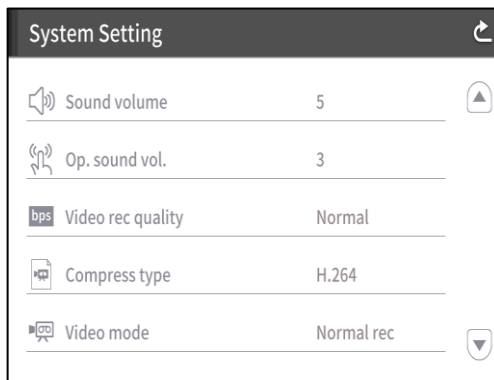 System Setting
Sound volume 5
Op. sound vol. 3
bps Video rec quality Normal
Compress type H.264
Video mode Normal rec